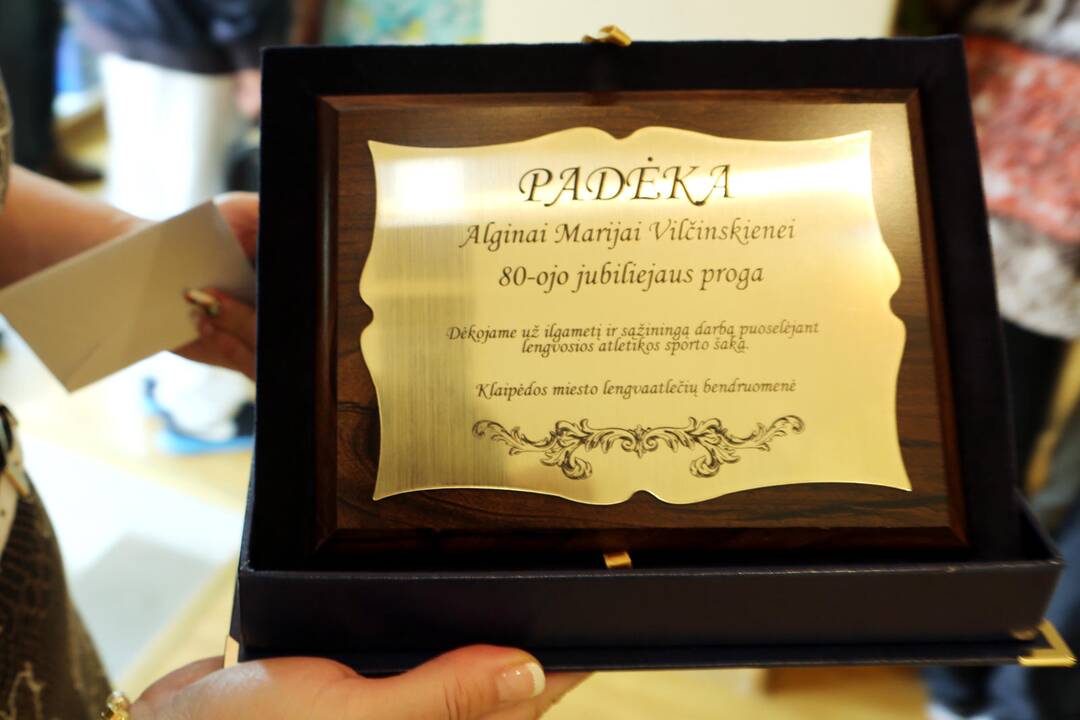 PADĖKA
Alginai Marijai Vilčinskienei
80-ojo jubiliejaus proga
Dėkojame už ilgametį ir sąžiningą darbą puoselėjant
lengvosios atletikos sporto šaką.
Klaipėdos miesto lengvaatlečių bendruomenė